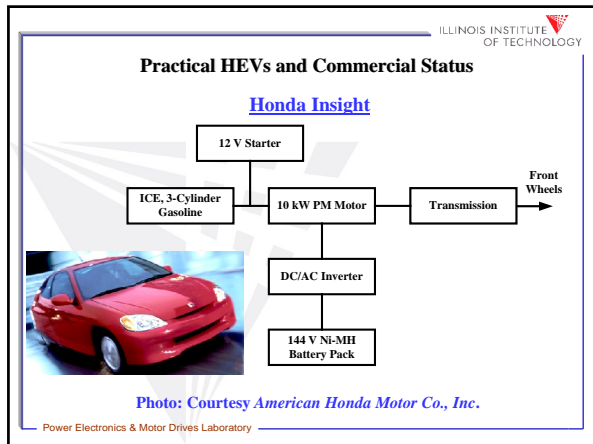 ILLINOIS INSTITUTE
OF TECHNOLOGY
Practical HEVs and Commercial Status
Honda Insight
12 V Starter
ICE, 3-Cylinder
Gasoline
10 kW PM Motor
Transmission
Front
Wheels
DC/AC Inverter
144 V Ni-MH
Battery Pack
Photo: Courtesy American Honda Motor Co., Inc.
Power Electronics & Motor Drives Laboratory